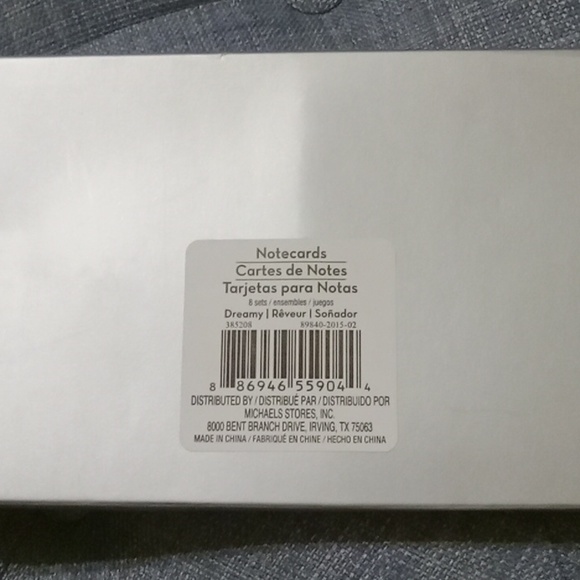 Notecards
Cartes de Notes
Tarjetas para Notas
8 sets / ensembles / juegos
Dreamy | Rêveur | Soñador
385208 89840-2015-02
8 86946 55904 4
DISTRIBUTED BY / DISTRIBUÉ PAR / DISTRIBUIDO POR
MICHAELS STORES, INC.
8000 BENT BRANCH DRIVE, IRVING, TX 75063
MADE IN CHINA / FABRIQUÉ EN CHINE / HECHO EN CHINA